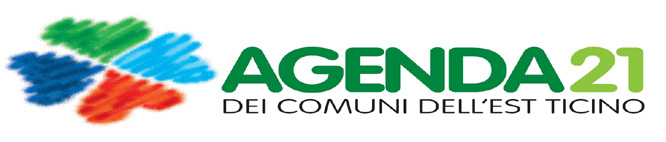 AGENDA21
DEI COMUNI DELL'EST TICINO